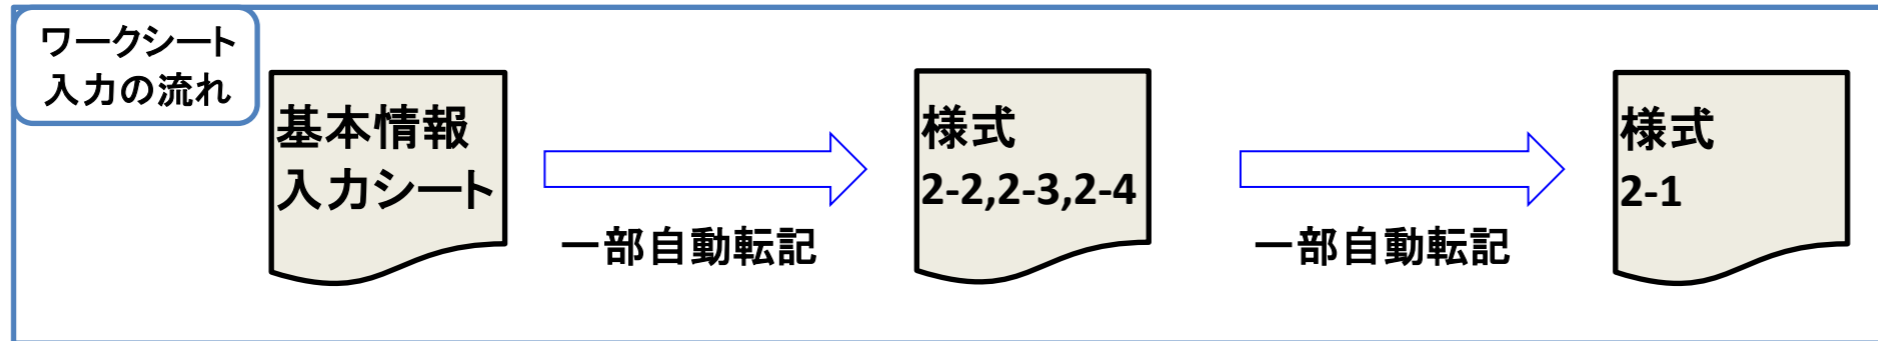 ワークシート
入力の流れ
基本情報
入力シート
一部自動転記
様式
2-2,2-3,2-4
一部自動転記
様式
2-1